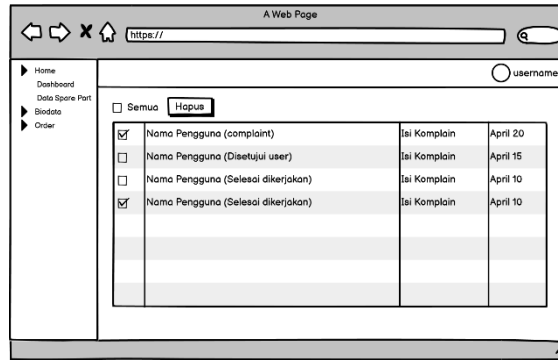 A Web Page
https://
Home
Dashboard
Data Spare Part
Biodata
Order
username
Semua Hapus
Nama Pengguna (complaint) Isi Komplain April 20
Nama Pengguna (Disetujui user) Isi Komplain April 15
Nama Pengguna (Selesai dikerjakan) Isi Komplain April 10
Nama Pengguna (Selesai dikerjakan) Isi Komplain April 10